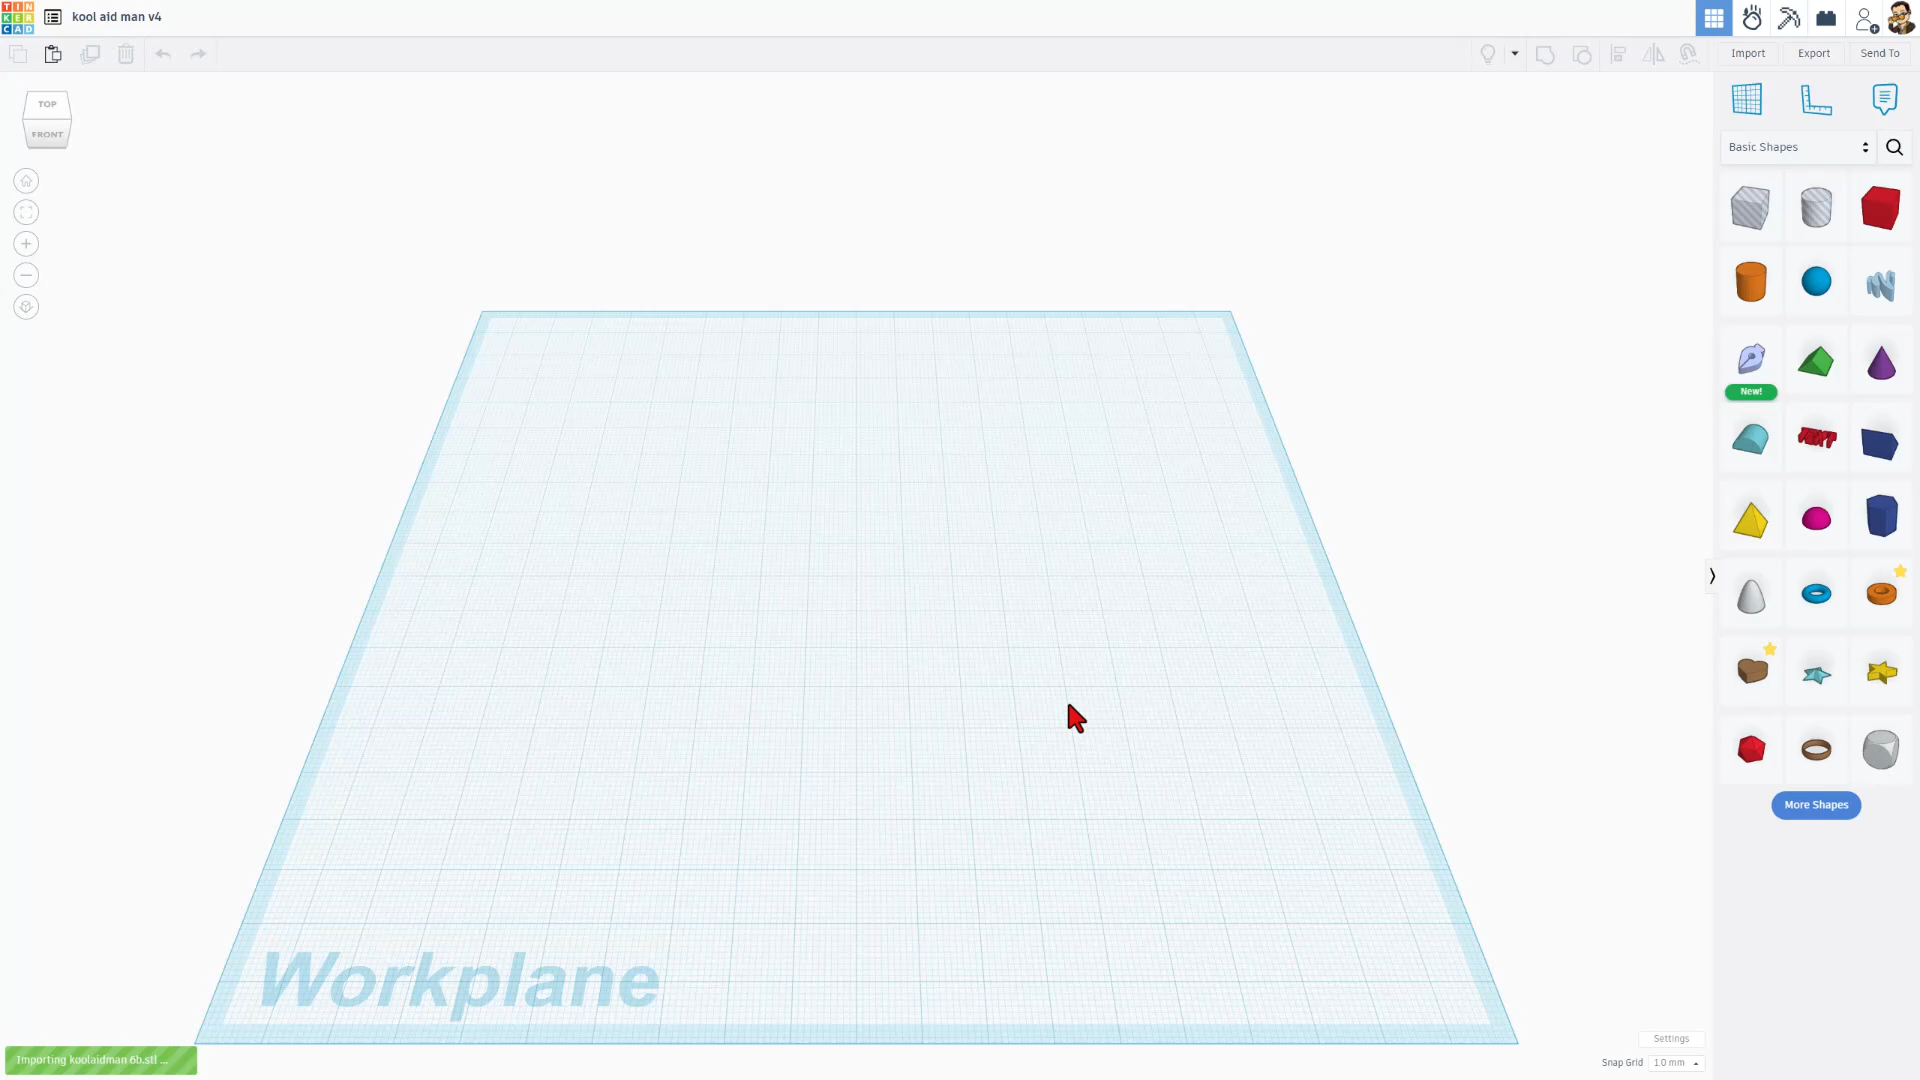 TIN
KER
CAD
kool aid man v4
Import
Export
Send To
TOP
FRONT
Basic Shapes
New!
TEXT
More Shapes
Workplane
Settings
Importing koolaidman 6b.stl ...
Snap Grid 1.0 mm